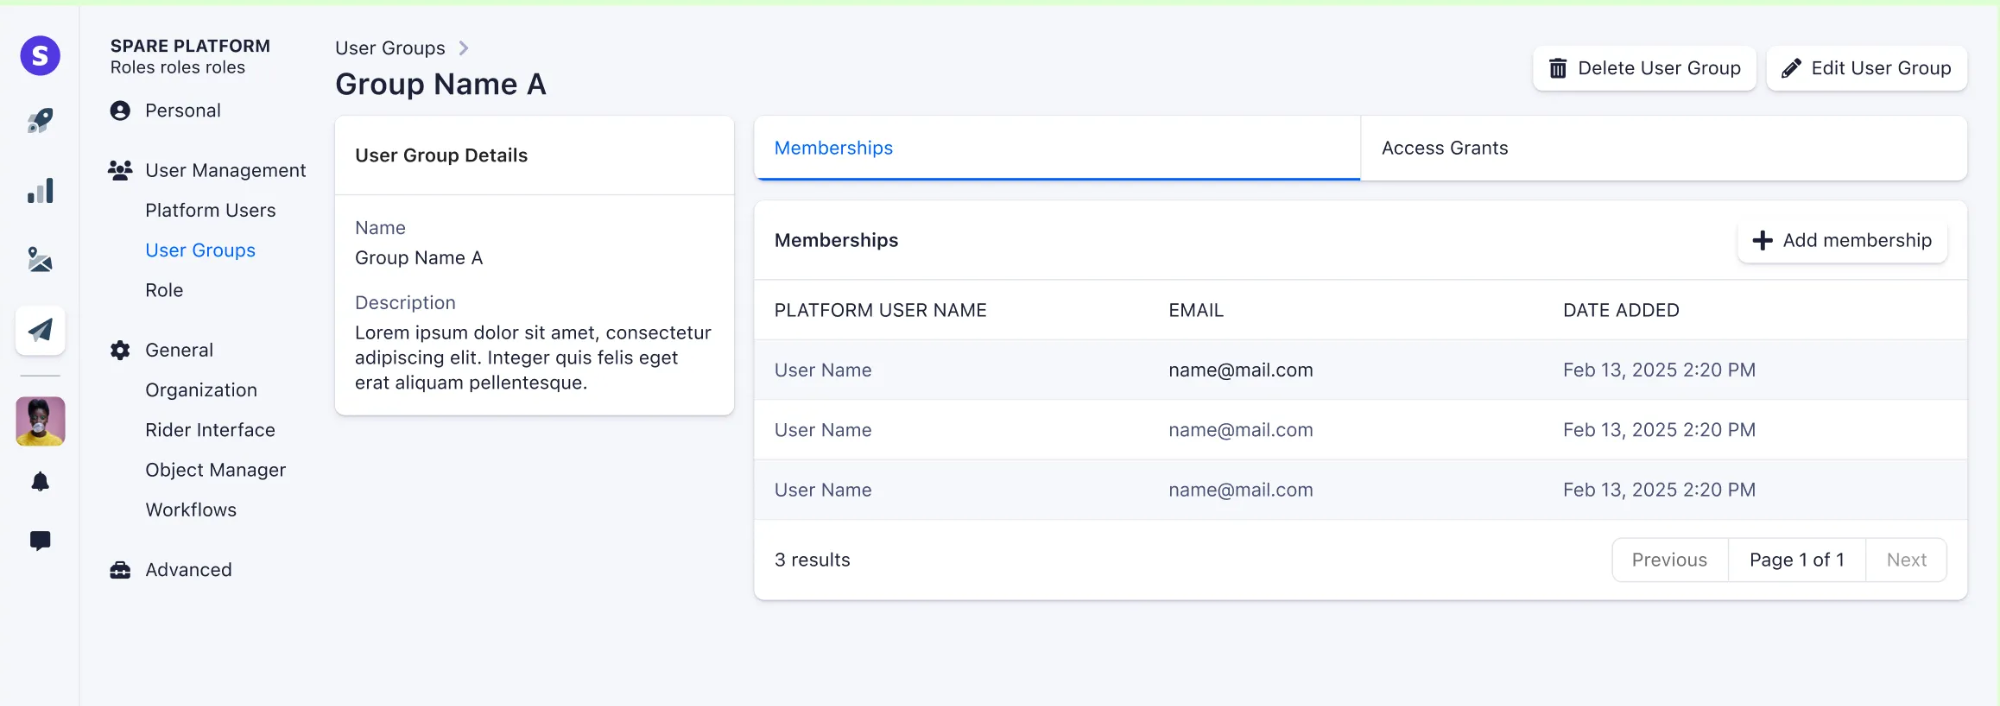 S
SPARE PLATFORM
Roles roles roles
Personal
User Management
Platform Users
User Groups
Role
General
Organization
Rider Interface
Object Manager
Workflows
Advanced
User Groups
Group Name A
Delete User Group
Edit User Group
User Group Details
Name
Group Name A
Description
Lorem ipsum dolor sit amet, consectetur
adipiscing elit. Integer quis felis eget
erat aliquam pellentesque.
Memberships
Access Grants
Memberships
Add membership
PLATFORM USER NAME EMAIL DATE ADDED
User Name name@mail.com Feb 13, 2025 2:20 PM
User Name name@mail.com Feb 13, 2025 2:20 PM
User Name name@mail.com Feb 13, 2025 2:20 PM
3 results
Previous Page 1 of 1 Next